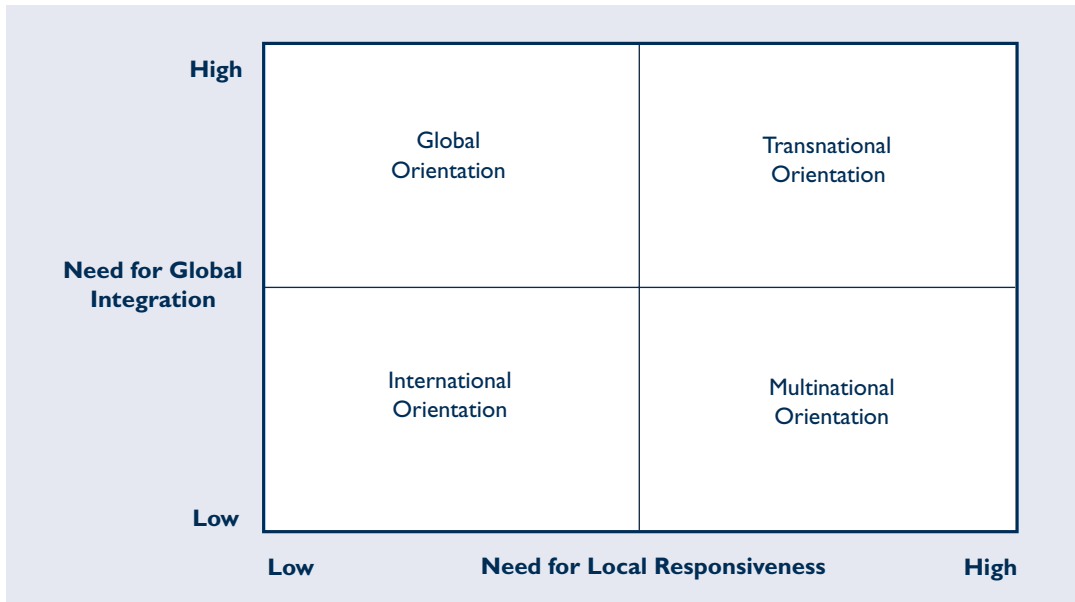 High
Global
Orientation
Transnational
Orientation
Need for Global
Integration
International
Orientation
Multinational
Orientation
Low
Low
Need for Local Responsiveness
High